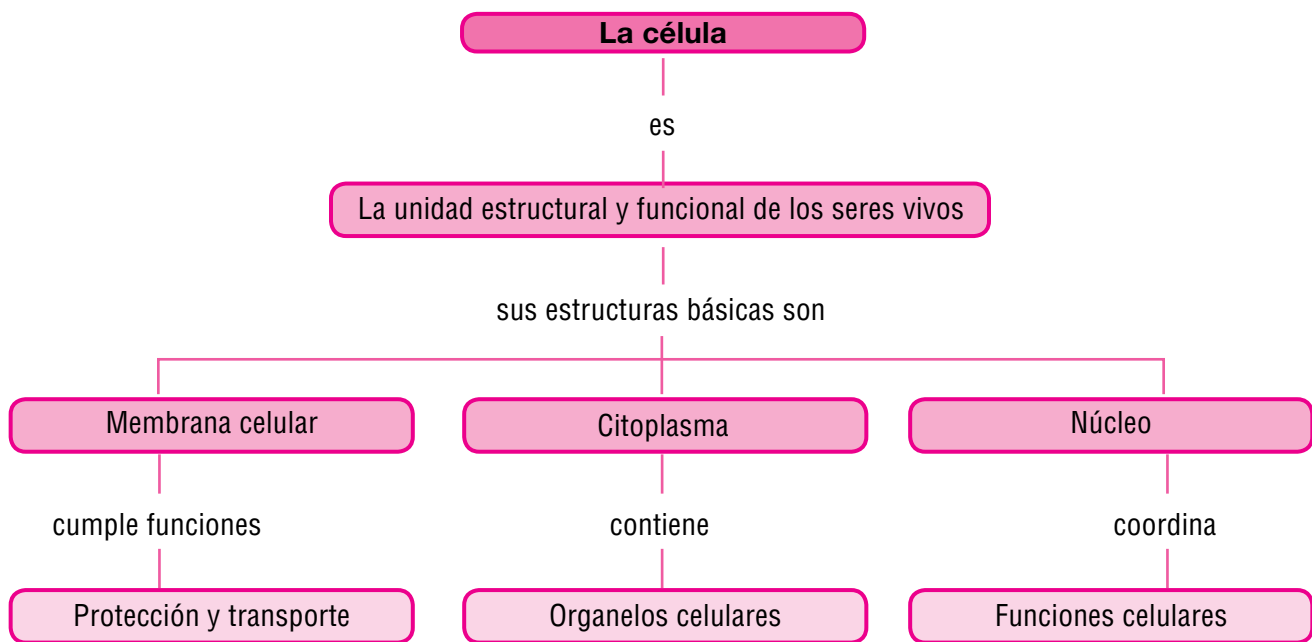 La célula
es
La unidad estructural y funcional de los seres vivos
sus estructuras básicas son
Membrana celular
Citoplasma
Núcleo
cumple funciones
contiene
coordina
Protección y transporte
Organelos celulares
Funciones celulares